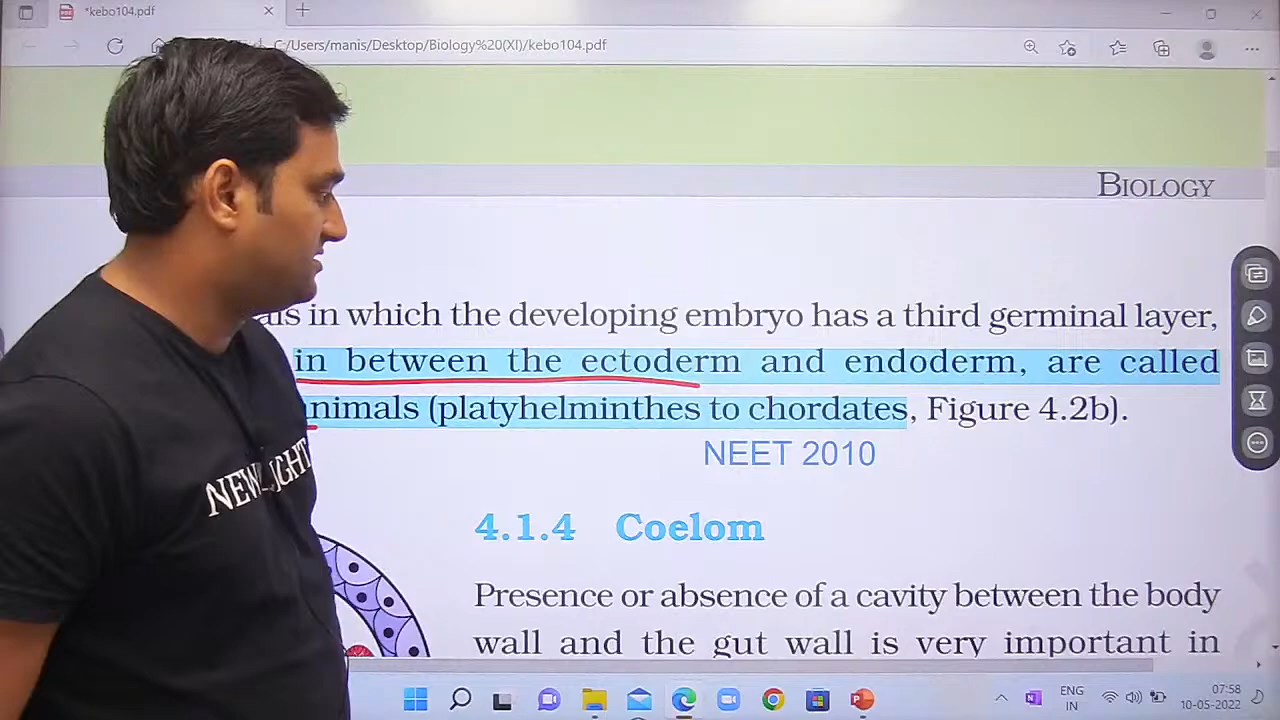 *kebo104.pdf
C:/Users/manis/Desktop/Biology%20(XI)/kebo104.pdf
BIOLOGY
in which the developing embryo has a third germinal layer,
in between the ectoderm and endoderm, are called
animals (platyhelminthes to chordates, Figure 4.2b).
NEET 2010
4.1.4 Coelom
Presence or absence of a cavity between the body
wall and the gut wall is very important in
ENG
IN
07:58
10-05-2022